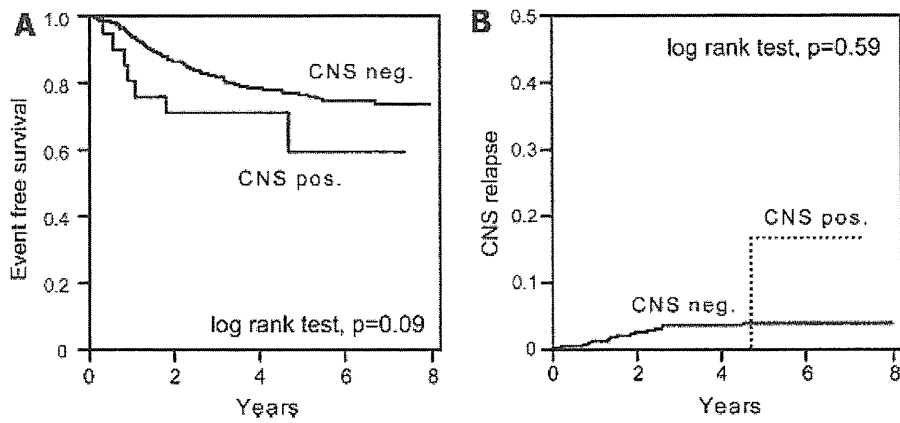 A
1.0
0.8
0.6
0.4
0.2
0
Event free survival
CNS neg.
CNS pos.
log rank test, p=0.09
0 2 4 6 8
Years
B
0.5
0.4
0.3
0.2
0.1
0
CNS relapse
log rank test, p=0.59
CNS pos.
CNS neg.
0 2 4 6 8
Years